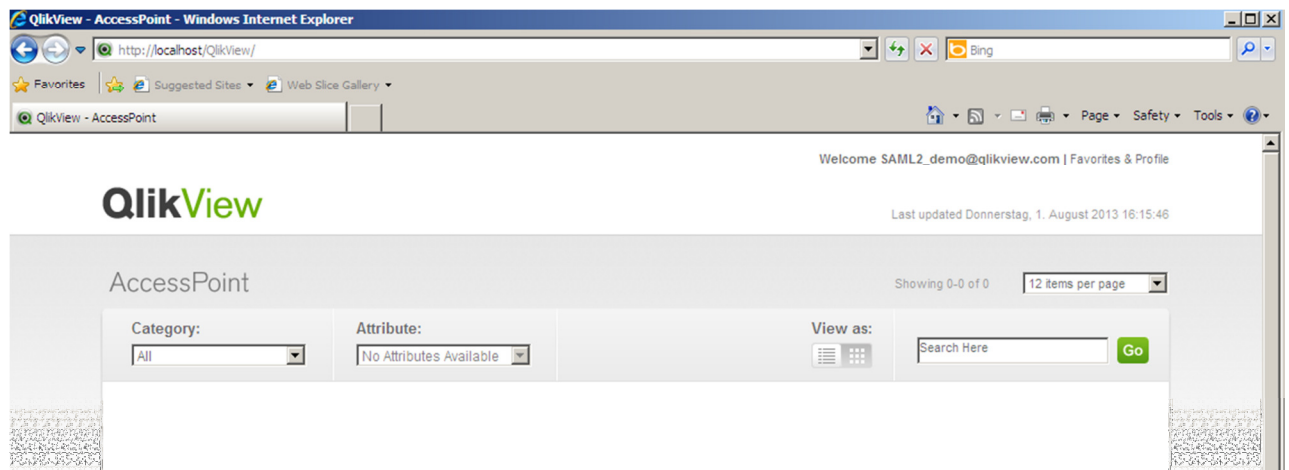 QlikView - AccessPoint - Windows Internet Explorer
http://localhost/QlikView/
Bing
Favorites Suggested Sites Web Slice Gallery
QlikView - AccessPoint
Page Safety Tools
Welcome SAML2_demo@qlikview.com | Favorites & Profile
QlikView
Last updated Donnerstag, 1. August 2013 16:15:46
AccessPoint
Showing 0-0 of 0
12 items per page
Category:
Attribute:
View as:
All
No Attributes Available
Search Here
Go